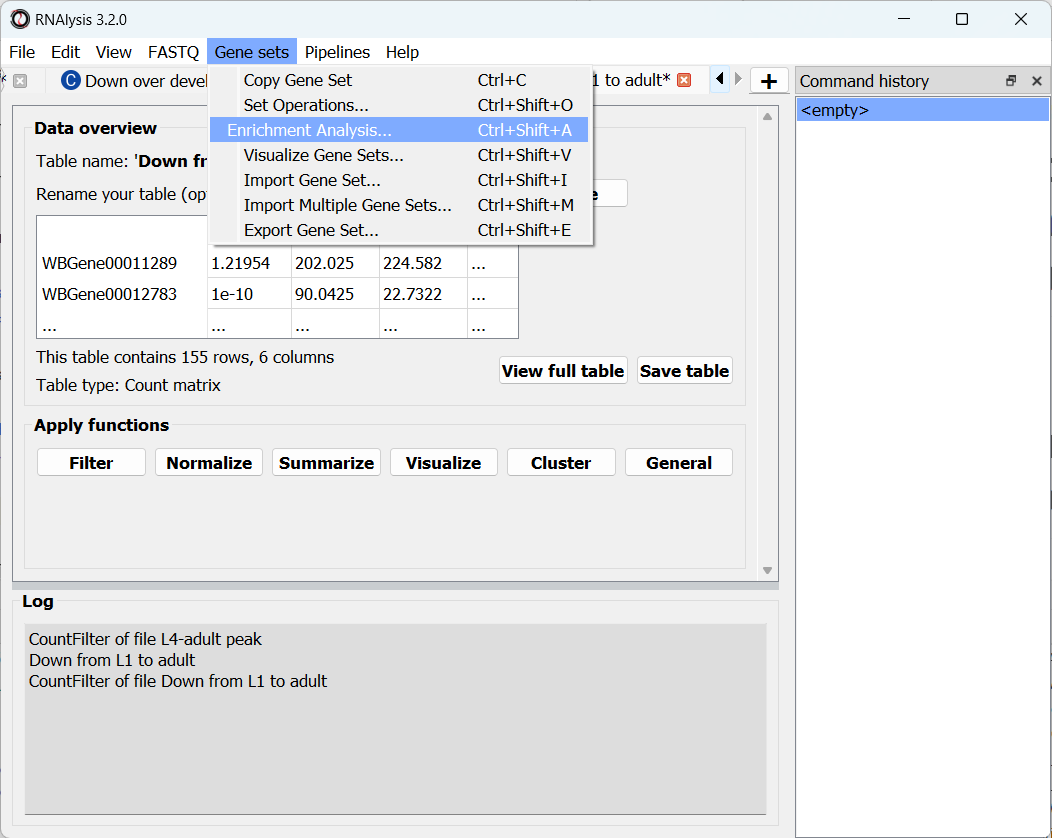 RNAlysis 3.2.0
File Edit View FASTQ Gene sets Pipelines Help
C Down over devel
1 to adult*
+
Command history
<empty>
Copy Gene Set Ctrl+C
Set Operations... Ctrl+Shift+O
Enrichment Analysis... Ctrl+Shift+A
Visualize Gene Sets... Ctrl+Shift+V
Import Gene Set... Ctrl+Shift+I
Import Multiple Gene Sets... Ctrl+Shift+M
Export Gene Set... Ctrl+Shift+E
Data overview
Table name: 'Down fr
Rename your table (op
e
WBGene00011289 1.21954 202.025 224.582 ...
WBGene00012783 1e-10 90.0425 22.7322 ...
... ... ... ... ...
This table contains 155 rows, 6 columns
Table type: Count matrix
View full table Save table
Apply functions
Filter Normalize Summarize Visualize Cluster General
Log
CountFilter of file L4-adult peak
Down from L1 to adult
CountFilter of file Down from L1 to adult